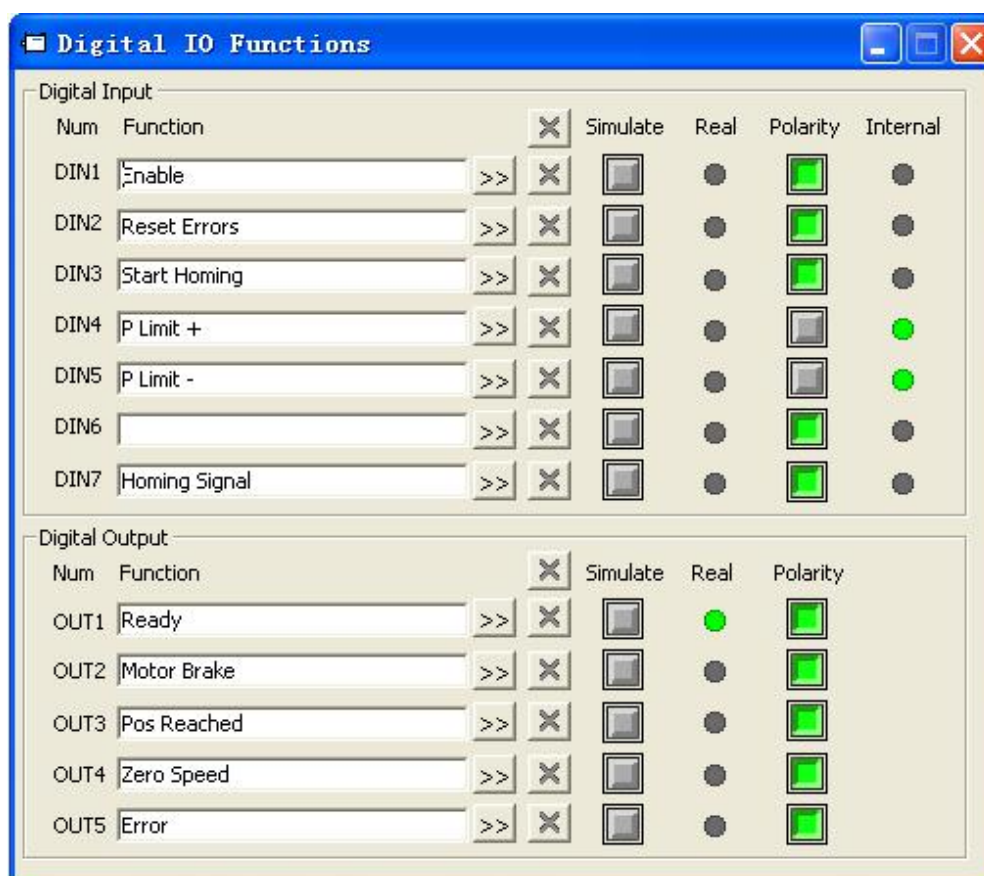 Digital IO Functions
Digital Input
Num Function Simulate Real Polarity Internal
DIN1 Enable >>
DIN2 Reset Errors >>
DIN3 Start Homing >>
DIN4 P Limit + >>
DIN5 P Limit - >>
DIN6 >>
DIN7 Homing Signal >>
Digital Output
Num Function Simulate Real Polarity
OUT1 Ready >>
OUT2 Motor Brake >>
OUT3 Pos Reached >>
OUT4 Zero Speed >>
OUT5 Error >>